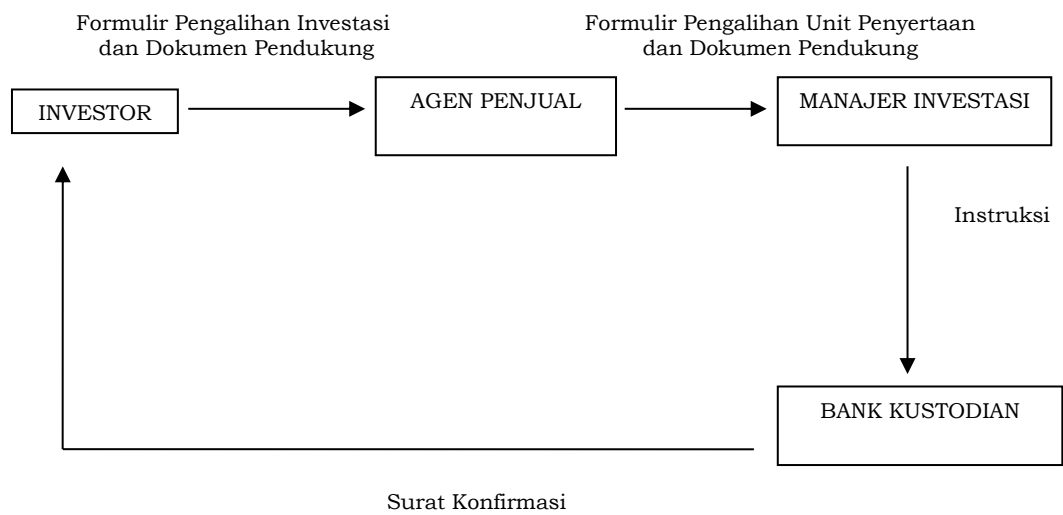 Formulir Pengalihan Investasi
dan Dokumen Pendukung
Formulir Pengalihan Unit Penyertaan
dan Dokumen Pendukung
INVESTOR
AGEN PENJUAL
MANAJER INVESTASI
Instruksi
BANK KUSTODIAN
Surat Konfirmasi